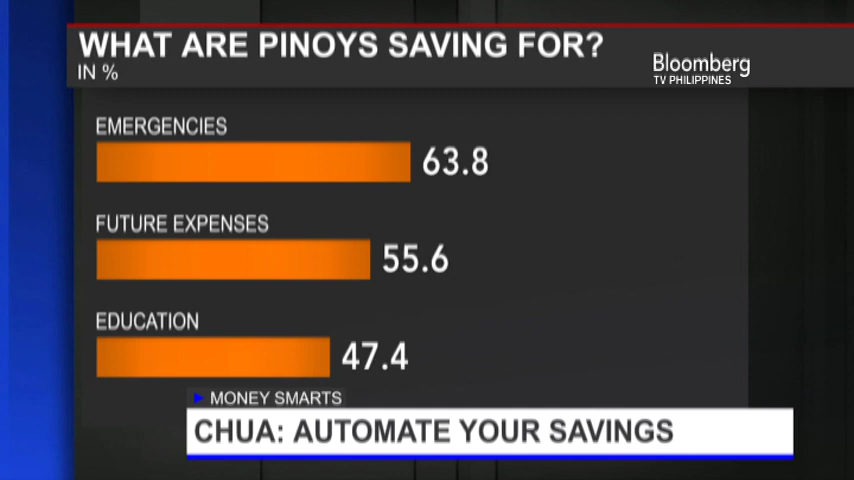 WHAT ARE PINOYS SAVING FOR?
IN %
Bloomberg
TV PHILIPPINES
EMERGENCIES
63.8
FUTURE EXPENSES
55.6
EDUCATION
47.4
MONEY SMARTS
CHUA: AUTOMATE YOUR SAVINGS